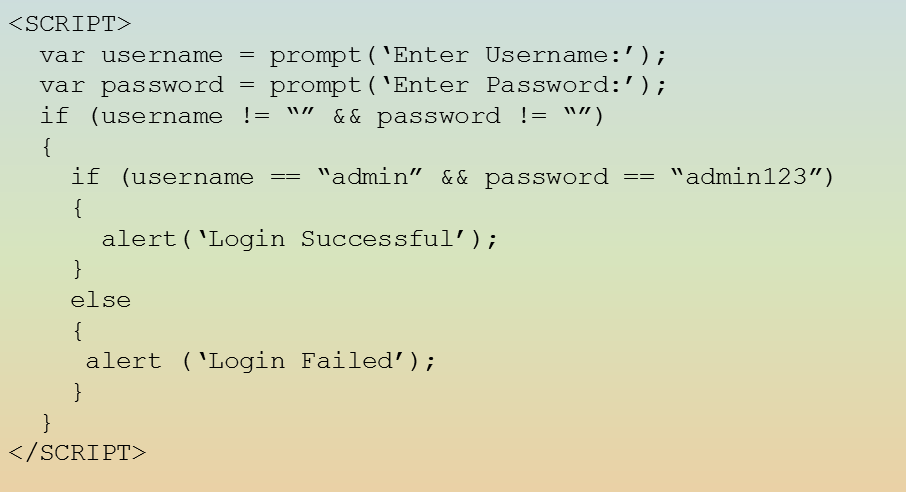 <SCRIPT>
var username = prompt(‘Enter Username:’);
var password = prompt(‘Enter Password:’);
if (username != “” && password != “”)
{
if (username == “admin” && password == “admin123”)
{
alert(‘Login Successful’);
}
else
{
alert (‘Login Failed’);
}
}
</SCRIPT>